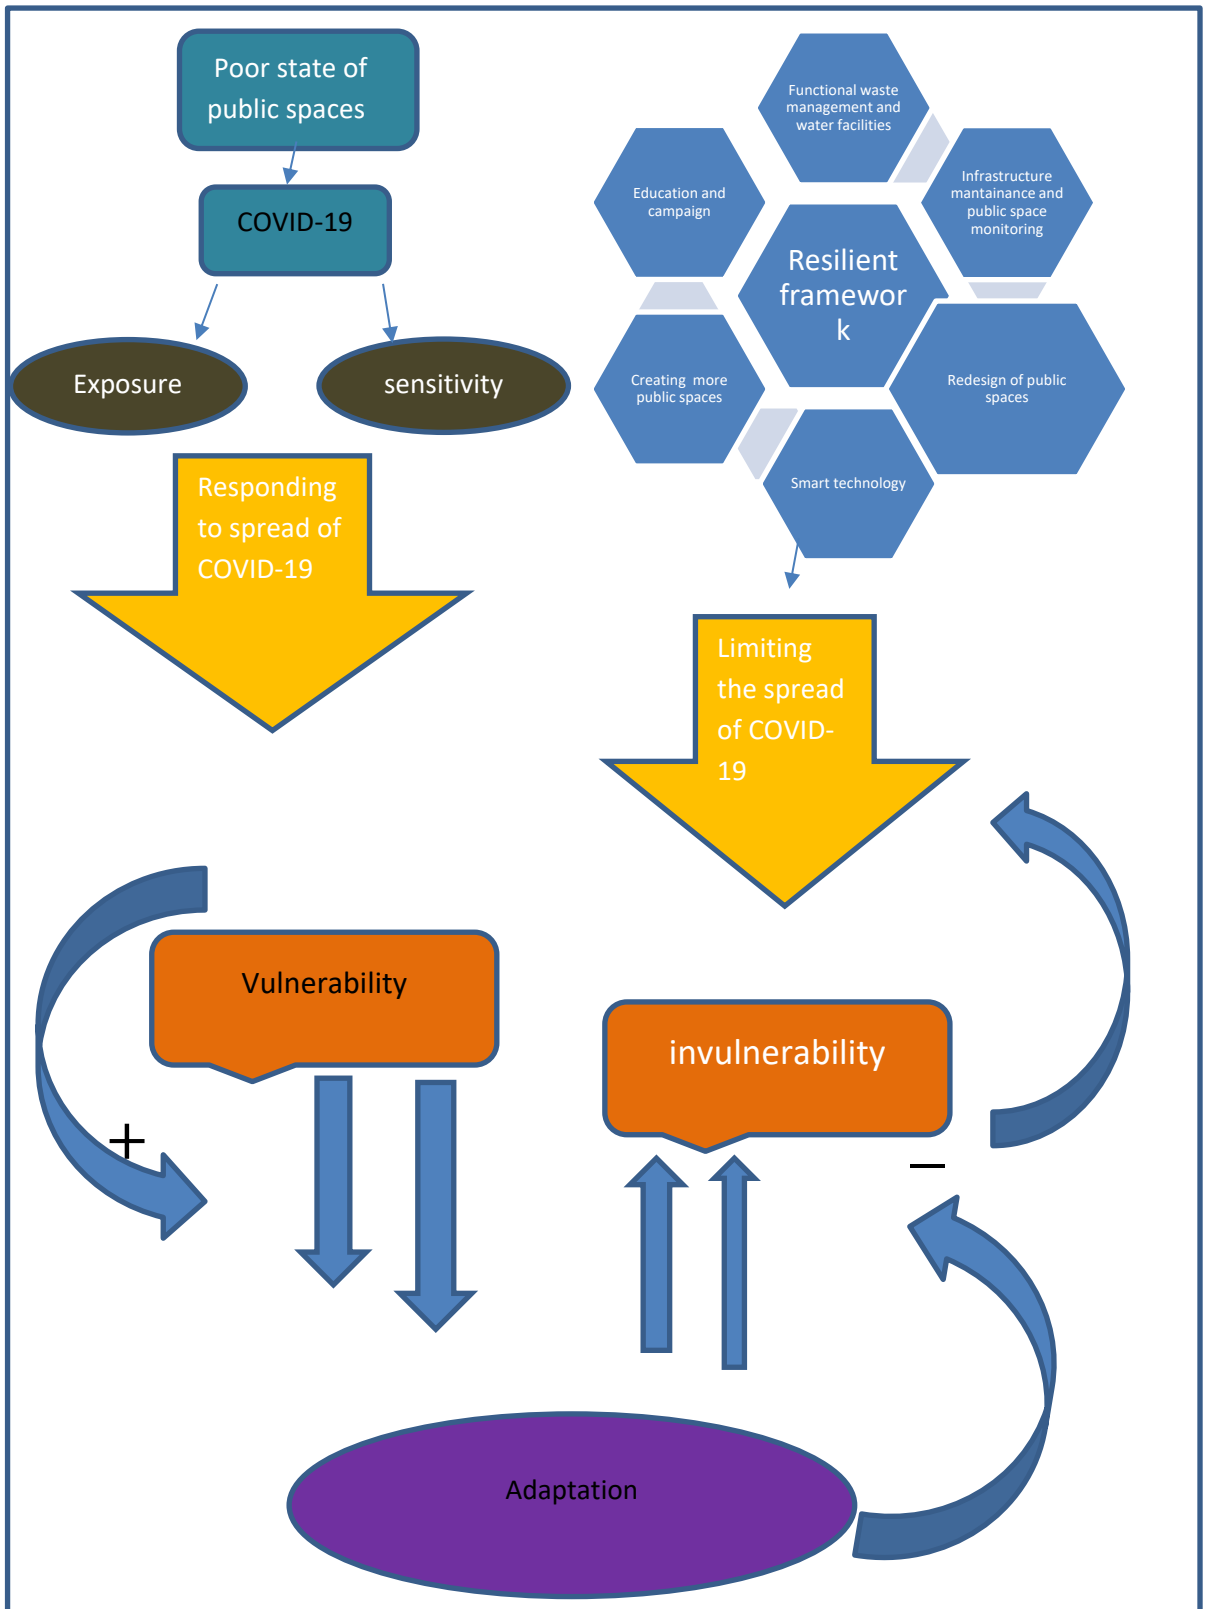 Poor state of
public spaces
COVID-19
Exposure
sensitivity
Responding
to spread of
COVID-19
Functional waste
management and
water facilities
Education and
campaign
Infrastructure
mantainance and
public space
monitoring
Resilient
framewor
k
Creating more
public spaces
Redesign of public
spaces
Smart technology
Limiting
the spread
of COVID-
19
Vulnerability
invulnerability
+
–
Adaptation